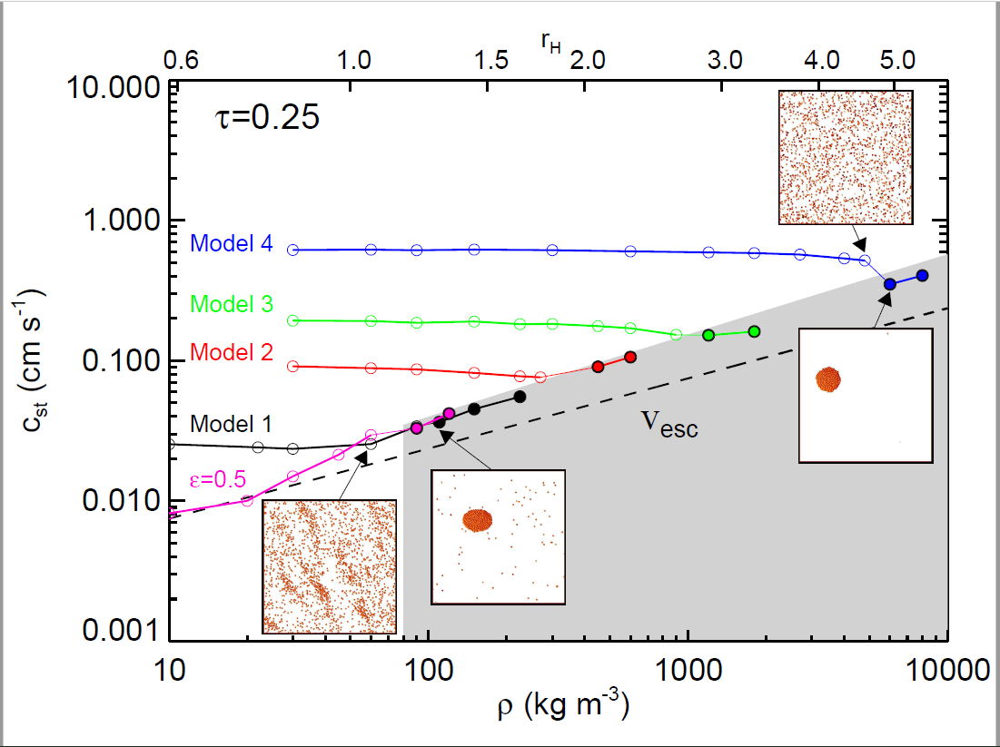 r_H
0.6 1.0 1.5 2.0 3.0 4.0 5.0
10.000
τ=0.25
1.000
Model 4
Model 3
0.100
Model 2
Model 1
v_esc
ε=0.5
0.010
0.001
c_st (cm s⁻¹)
10 100 1000 10000
ρ (kg m⁻³)